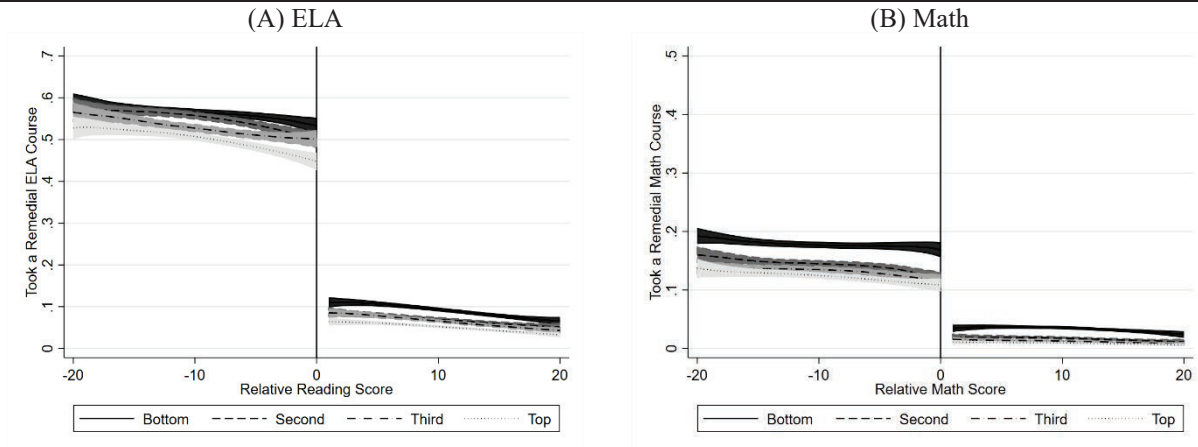 (A) ELA
Took a Remedial ELA Course
.7
.6
.5
.4
.3
.2
.1
0
-20
-10
0
10
20
Relative Reading Score
Bottom
Second
Third
Top
(B) Math
Took a Remedial Math Course
.5
.4
.3
.2
.1
0
-20
-10
0
10
20
Relative Math Score
Bottom
Second
Third
Top